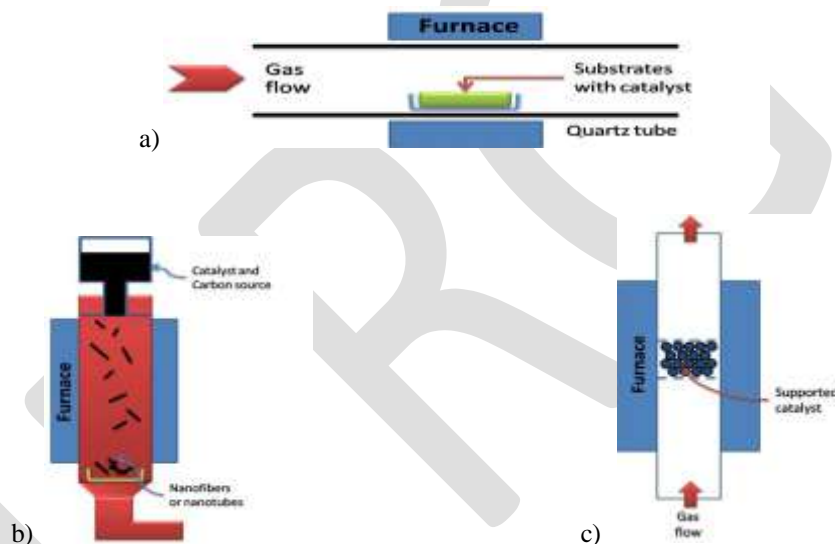 Furnace
Gas
flow
Substrates
with catalyst
Quartz tube
a)
Catalyst and
Carbon source
Furnace
Nanofibers
or nanotubes
b)
Furnace
Supported
catalyst
Gas
flow
c)